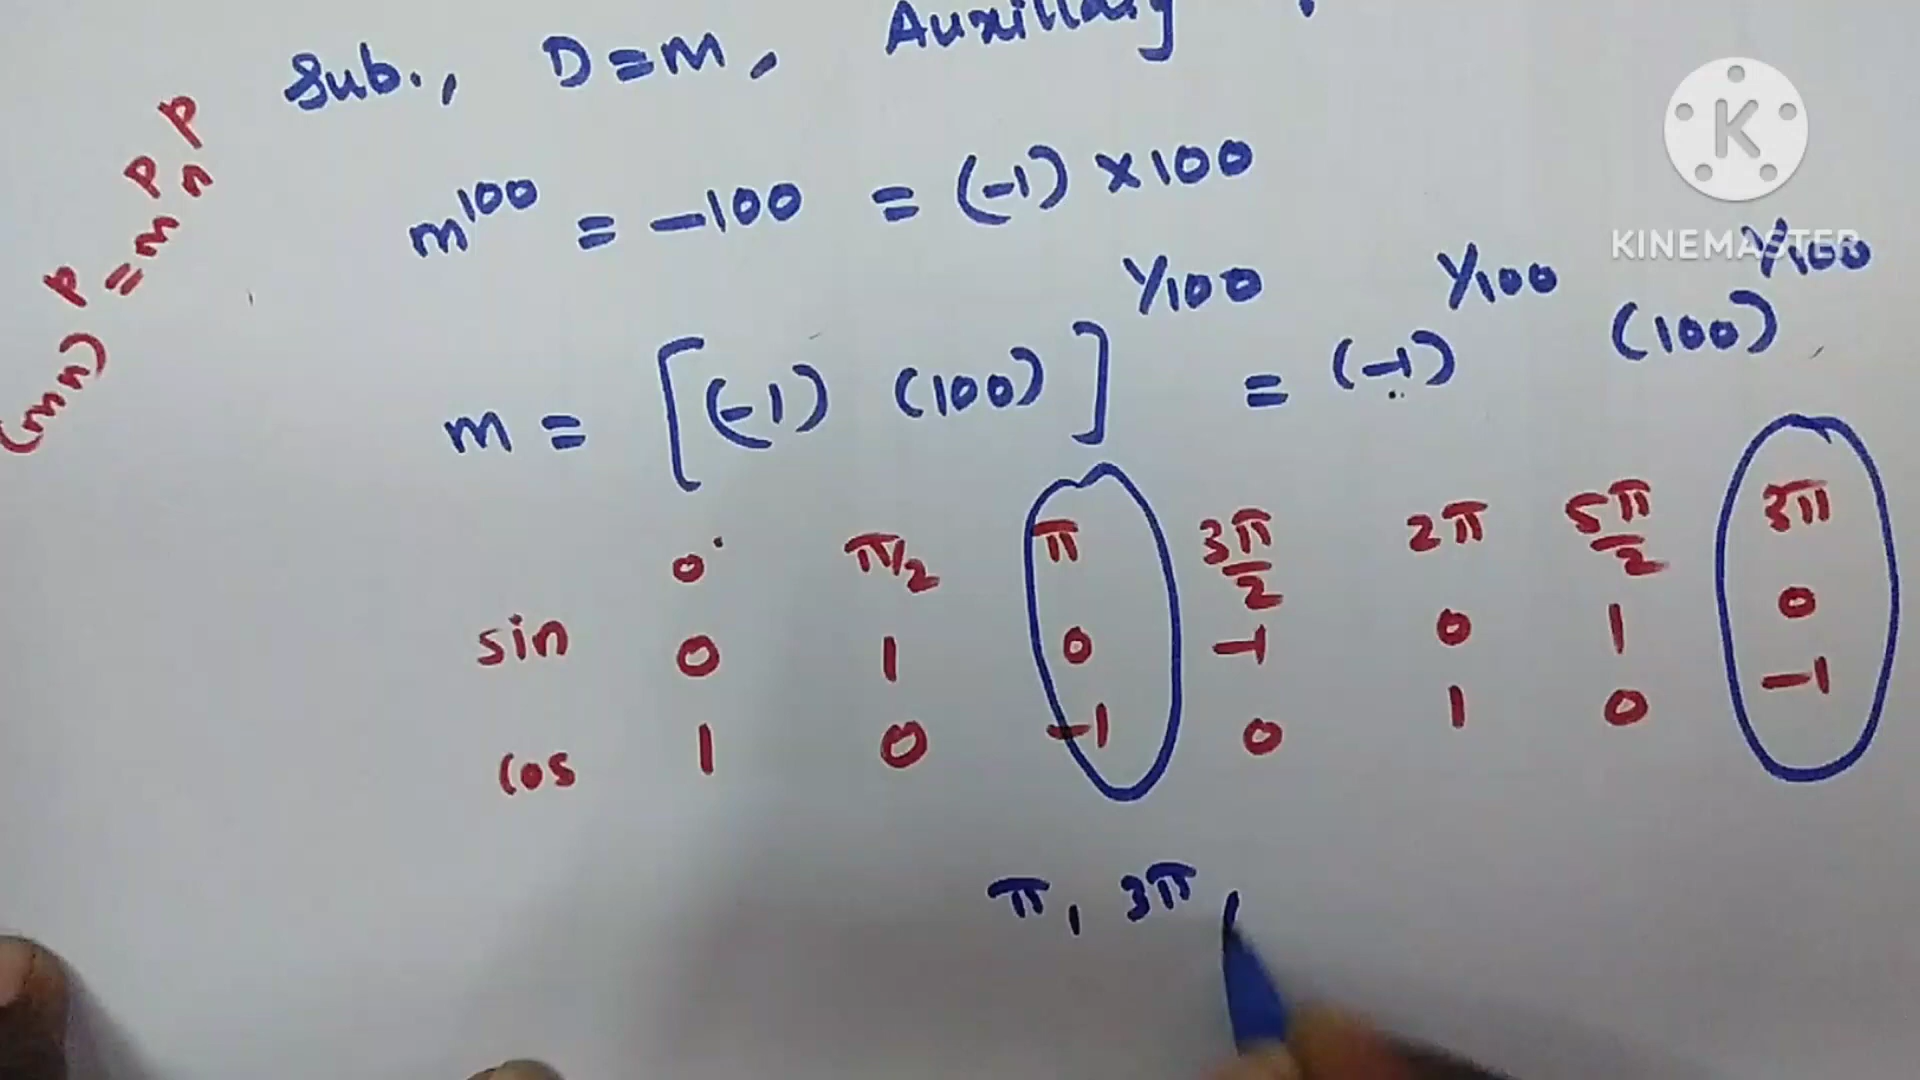 Sub., D=m, Auxillary
(mn)^p = m^p n^p
m^100 = -100 = (-1) × 100
m = [(-1) (100)]^1/100 = (-1)^1/100 (100)^1/100
0 π/2 π 3π/2 2π 5π/2 3π
sin 0 1 0 -1 0 1 0
cos 1 0 -1 0 1 0 -1
π, 3π,
K
KINEMASTER